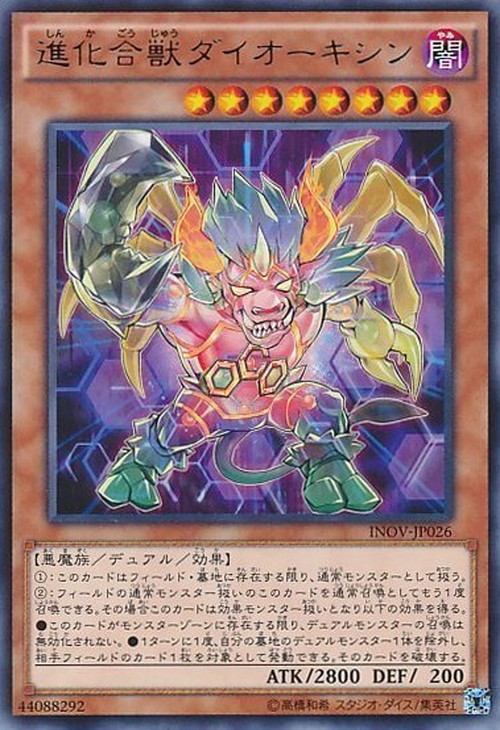 進化合獣ダイオーキシン
闇
INOV-JP026
【悪魔族／デュアル／効果】
①：このカードはフィールド・墓地に存在する限り、通常モンスターとして扱う。
②：フィールドの通常モンスター扱いのこのカードを通常召喚としてもう１度
召喚できる。その場合このカードは効果モンスター扱いとなり以下の効果を得る。
●このカードがモンスターゾーンに存在する限り、デュアルモンスターの召喚は
無効化されない。●１ターンに１度、自分の墓地のデュアルモンスター１体を除外し、
相手フィールドのカード１枚を対象として発動できる。そのカードを破壊する。
ATK/2800 DEF/ 200
44088292
©高橋和希 スタジオ・ダイス/集英社